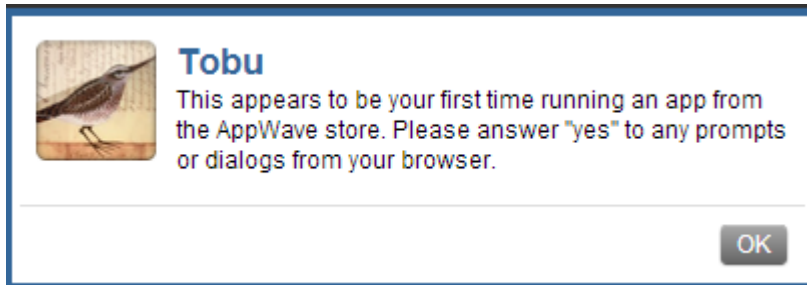 Tobu
This appears to be your first time running an app from
the AppWave store. Please answer "yes" to any prompts
or dialogs from your browser.
OK